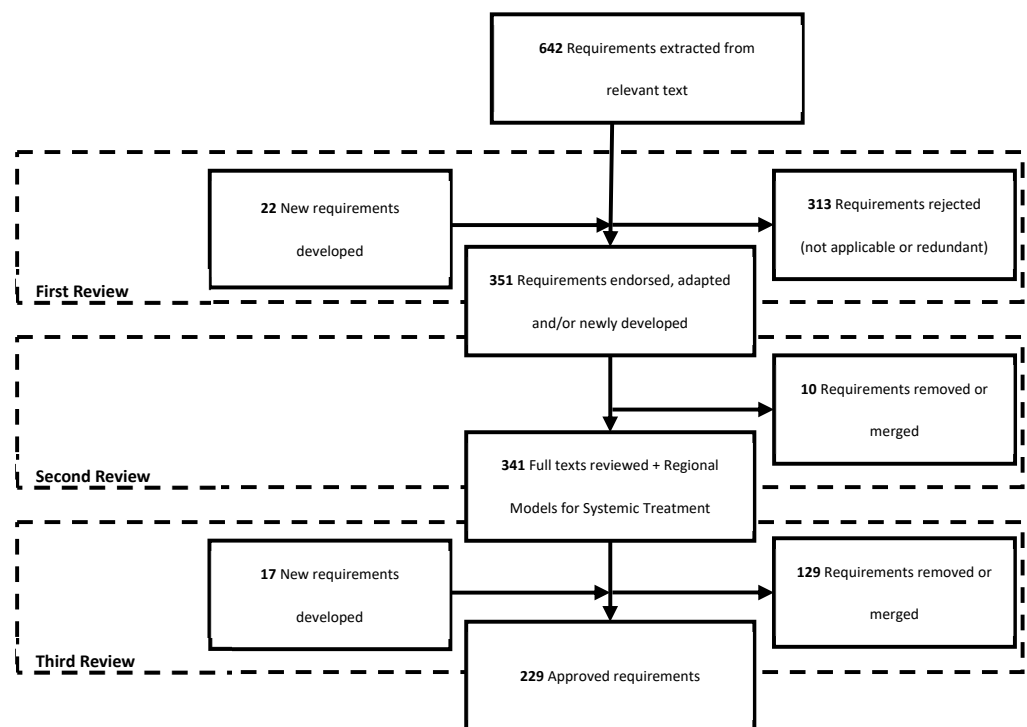 642 Requirements extracted from
relevant text
22 New requirements
developed
313 Requirements rejected
(not applicable or redundant)
First Review
351 Requirements endorsed, adapted
and/or newly developed
10 Requirements removed or
merged
Second Review
341 Full texts reviewed + Regional
Models for Systemic Treatment
17 New requirements
developed
129 Requirements removed or
merged
Third Review
229 Approved requirements